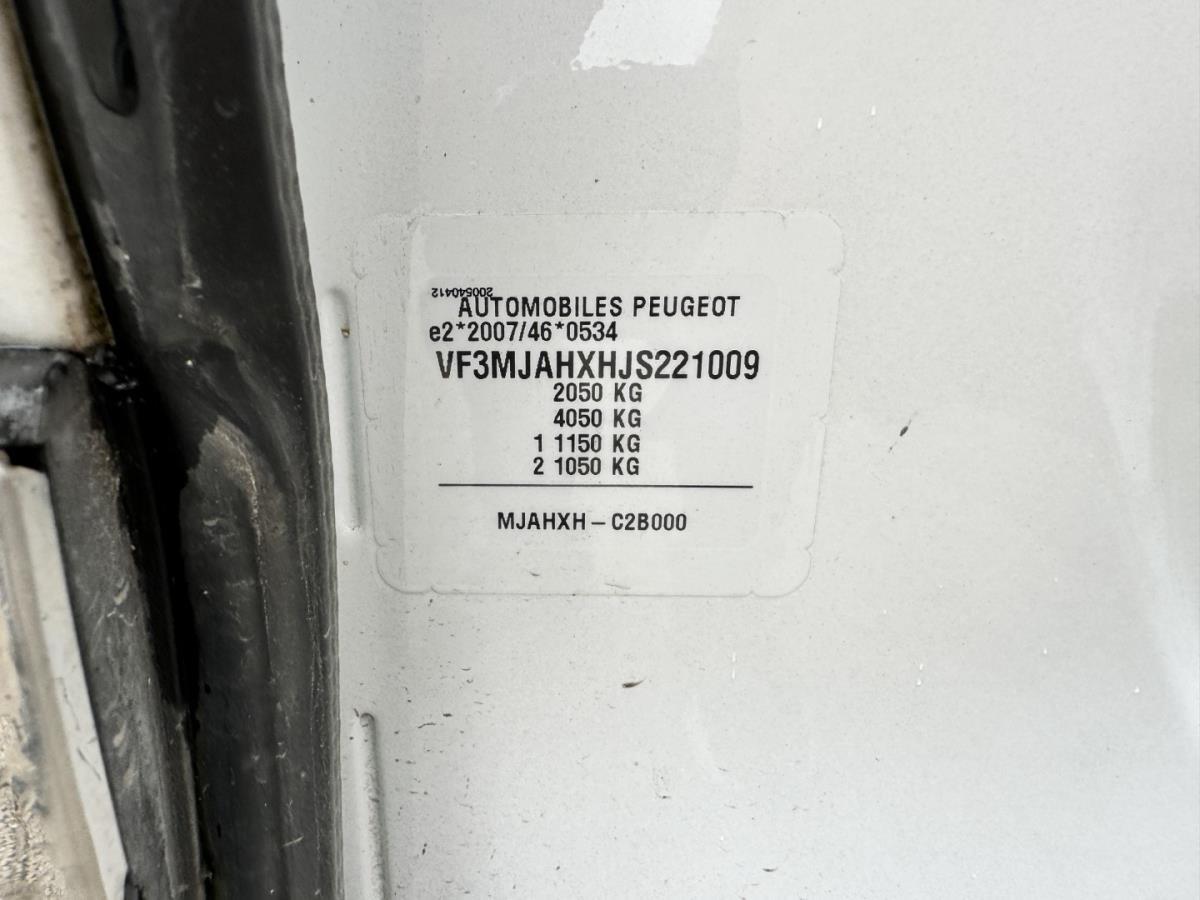 200540412
AUTOMOBILES PEUGEOT
e2*2007/46*0534
VF3MJAHXHJS221009
2050 KG
4050 KG
1 1150 KG
2 1050 KG
MJAHXH – C2B000